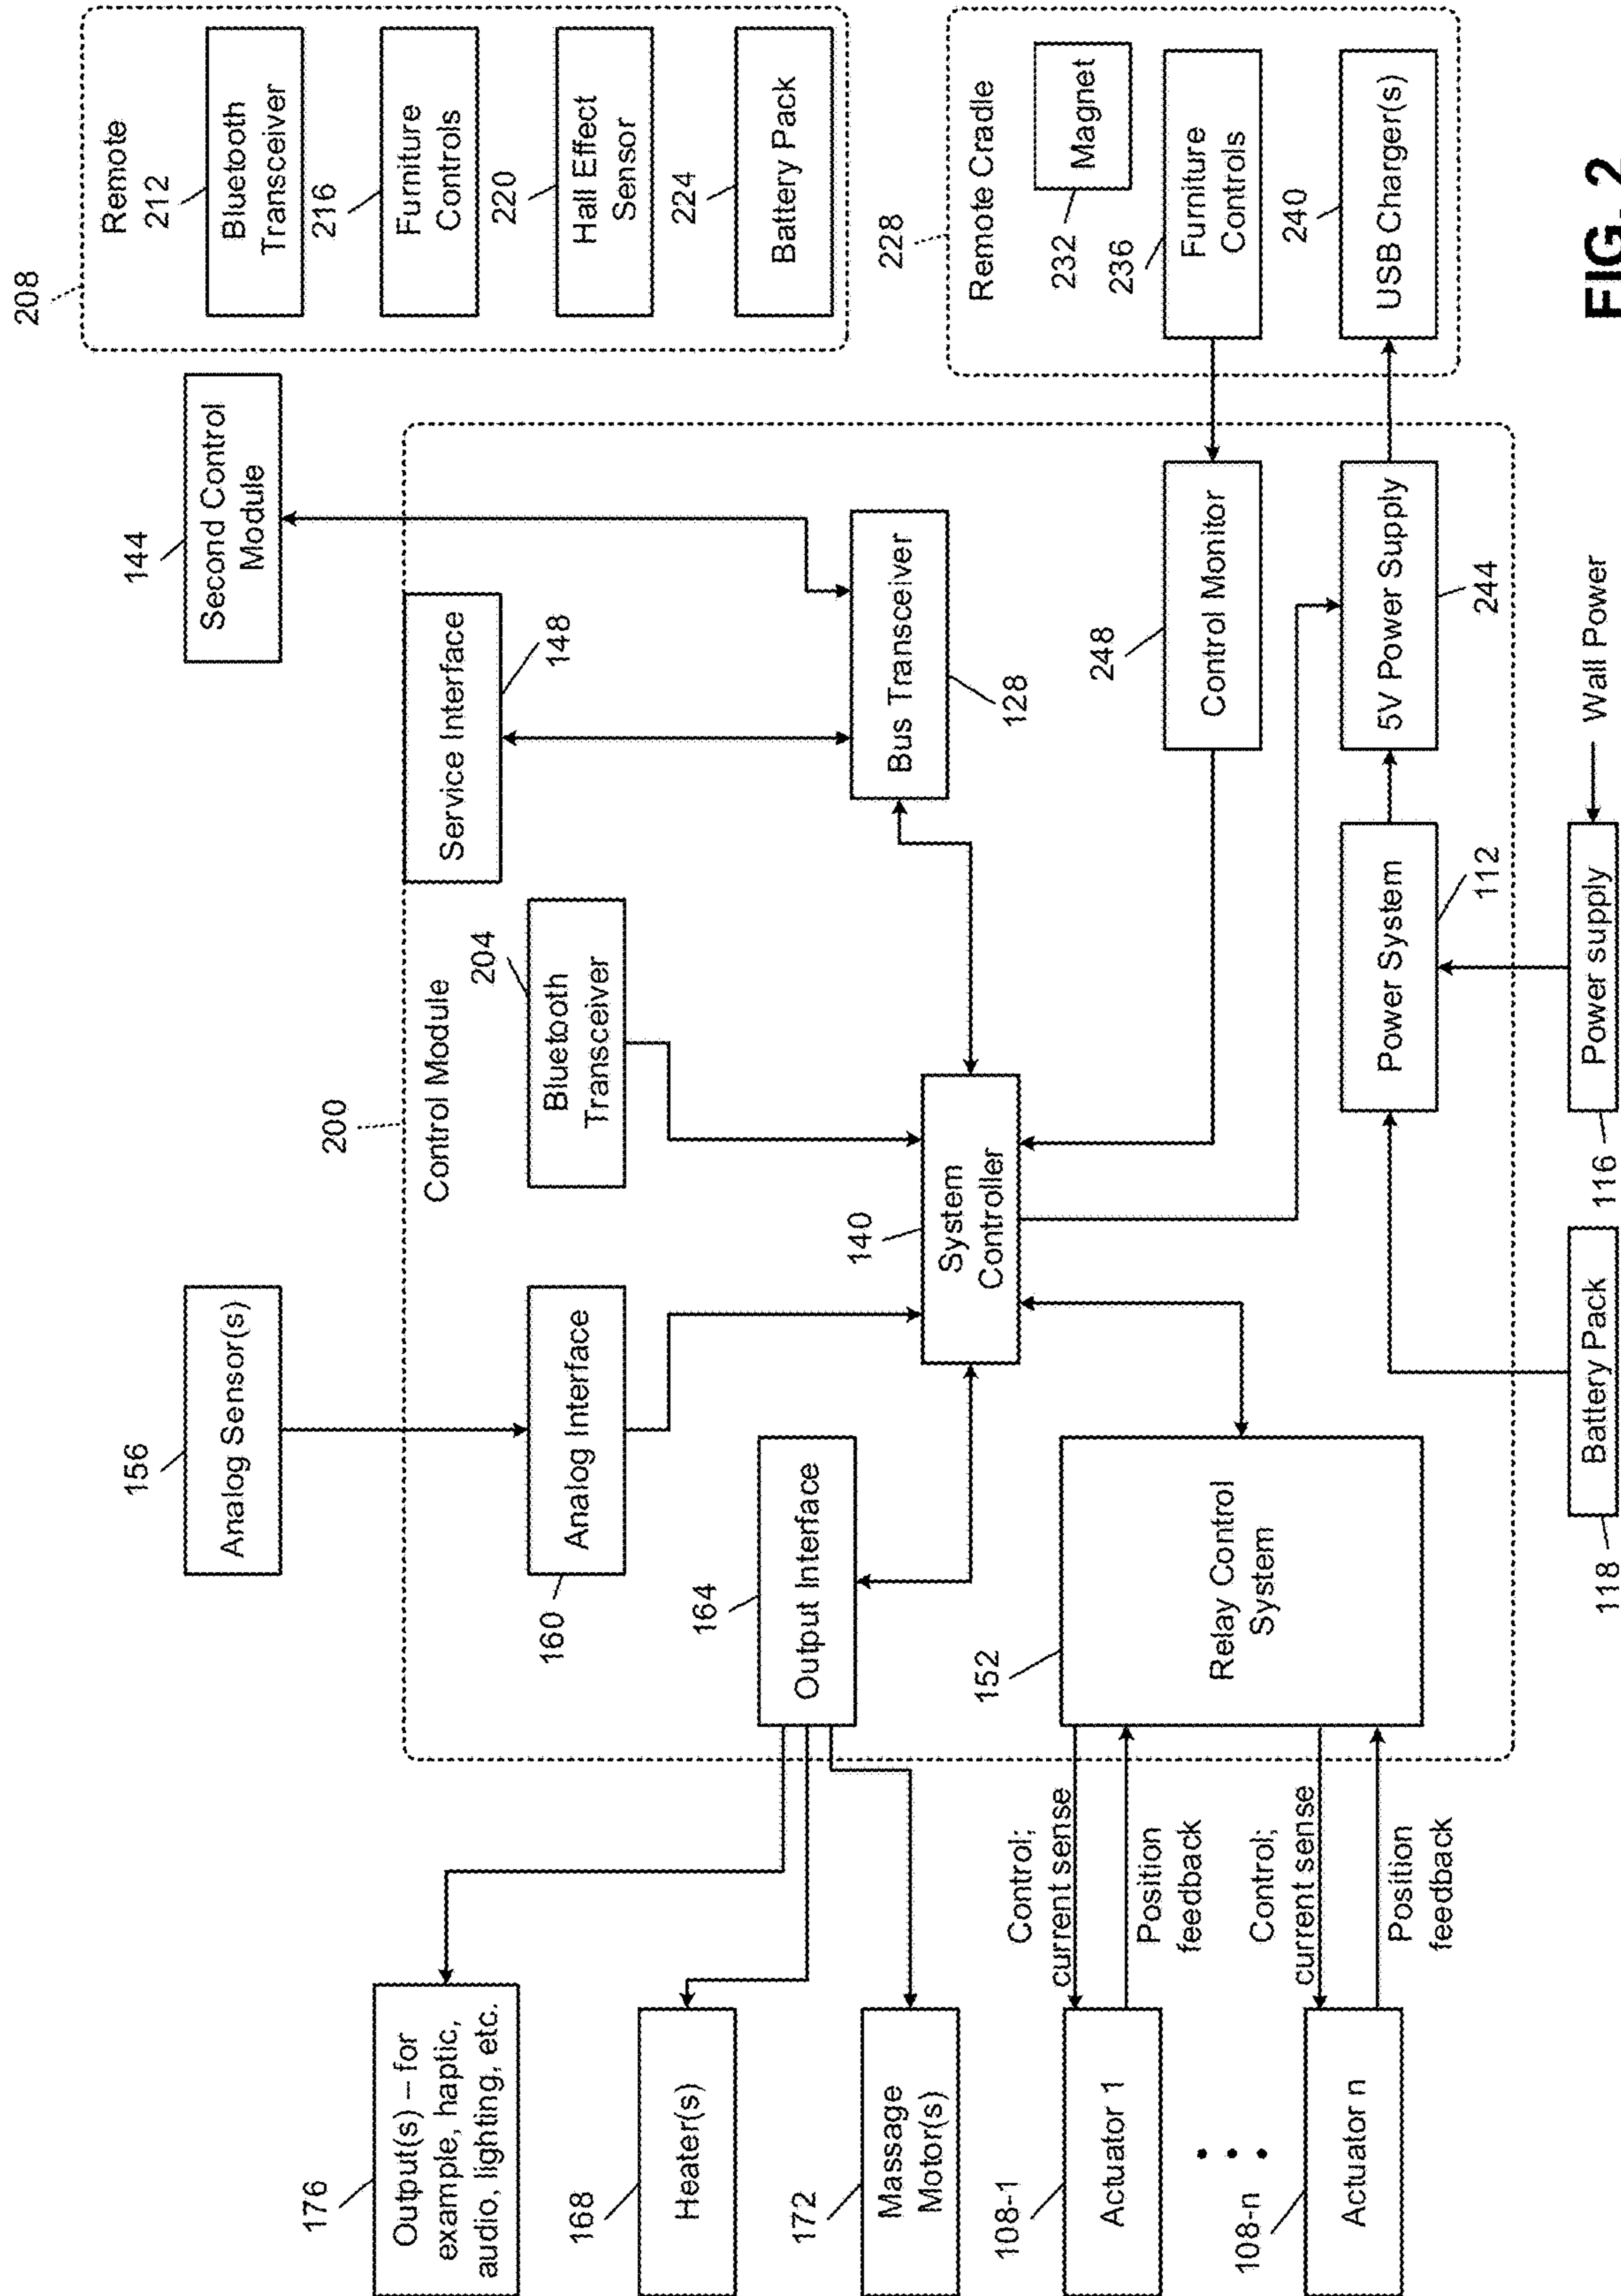 208
Remote
212
Bluetooth
Transceiver
216
Furniture
Controls
220
Hall Effect
Sensor
224
Battery Pack
228
Remote Cradle
Magnet
232
236
Furniture
Controls
240
USB Charger(s)
144
Second Control
Module
200
Control Module
Service Interface
148
204
Bluetooth
Transceiver
Bus Transceiver
128
248
Control Monitor
5V Power Supply
244
Wall Power
Power System
112
Power supply
116
Battery Pack
118
140
System
Controller
156
Analog Sensor(s)
Analog Interface
160
164
Output Interface
152
Relay Control
System
176
Output(s) – for
example, haptic,
audio, lighting, etc.
168
Heater(s)
172
Massage
Motor(s)
Control;
current sense
Position
feedback
108-1
Actuator 1
Control;
current sense
Position
feedback
108-n
Actuator n
FIG. 2